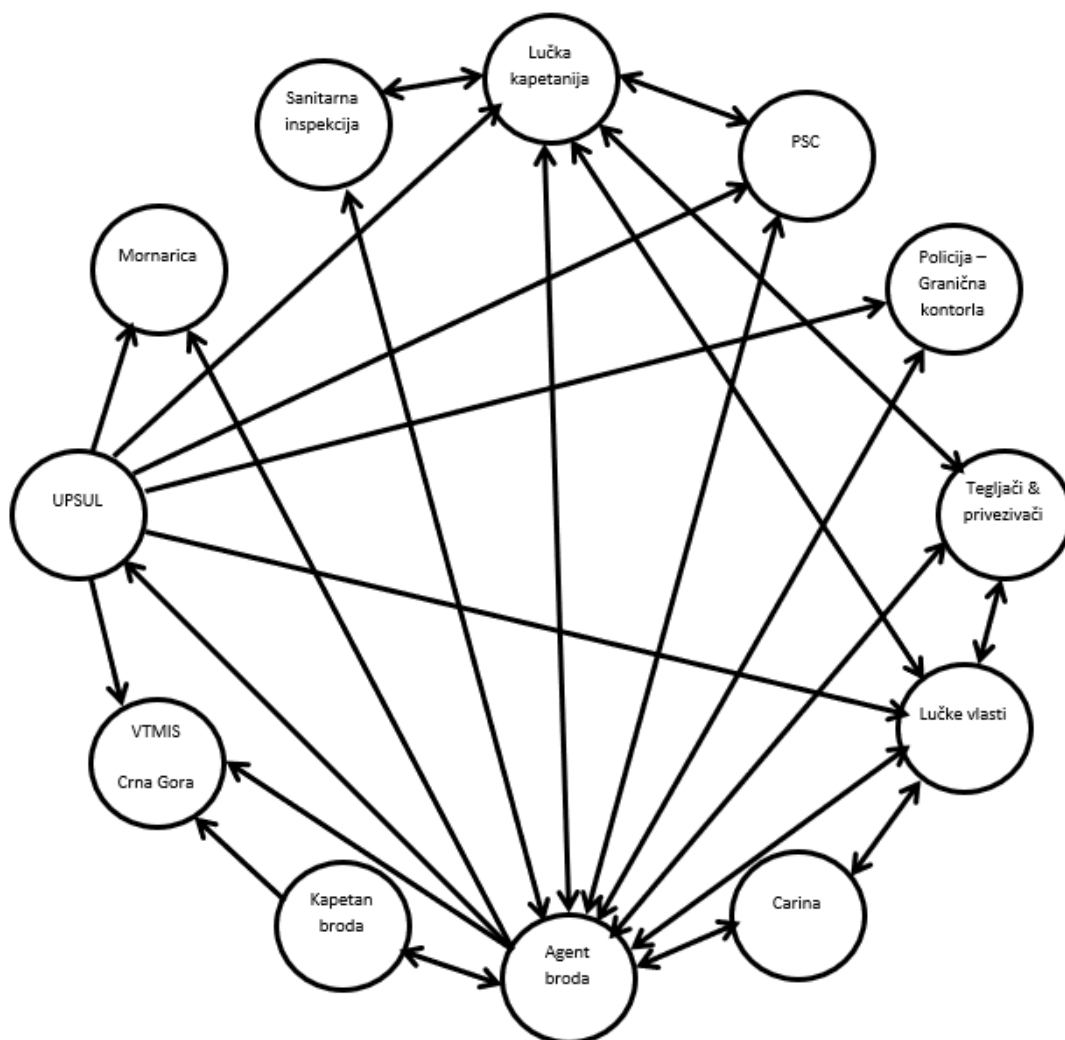 Lučka
kapetanija
Sanitarna
inspekcija
PSC
Mornarica
Policija –
Granična
kontorla
UPSUL
Tegljači &
privezivači
VTMIS
Crna Gora
Lučke vlasti
Kapetan
broda
Agent
broda
Carina